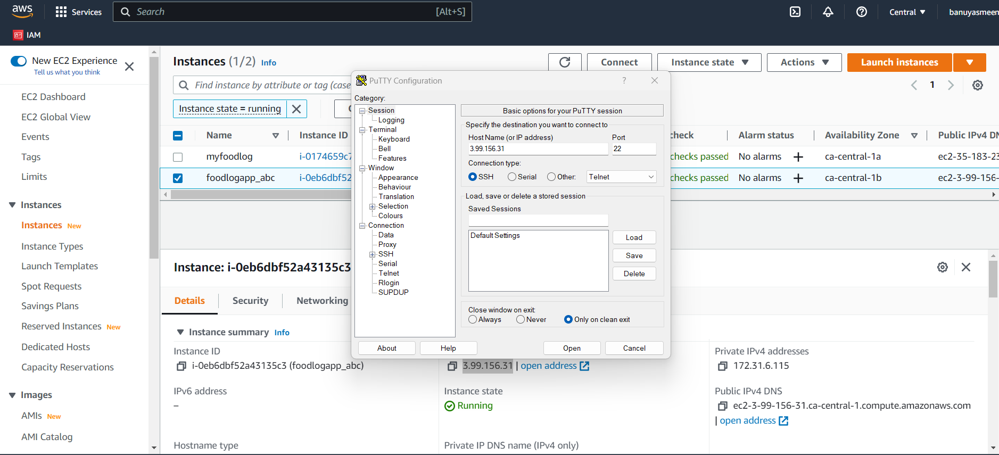 aws
Services
Search
[Alt+S]
Central
banuyasmeen
IAM
New EC2 Experience
Tell us what you think
EC2 Dashboard
EC2 Global View
Events
Tags
Limits
Instances
Instances New
Instance Types
Launch Templates
Spot Requests
Savings Plans
Reserved Instances New
Dedicated Hosts
Capacity Reservations
Images
AMIs New
AMI Catalog
Instances (1/2) Info
Connect
Instance state
Actions
Launch instances
Find instance by attribute or tag (case
1
Instance state = running
Name
Instance ID
check
Alarm status
Availability Zone
Public IPv4 DN
myfoodlog
i-0174659c7
checks passed
No alarms
ca-central-1a
ec2-35-183-23
foodlogapp_abc
i-0eb6dbf52
checks passed
No alarms
ca-central-1b
ec2-3-99-156-
PuTTY Configuration
?
Category:
Session
Logging
Terminal
Keyboard
Bell
Features
Window
Appearance
Behaviour
Translation
Selection
Colours
Connection
Data
Proxy
SSH
Serial
Telnet
Rlogin
SUPDUP
Basic options for your PuTTY session
Specify the destination you want to connect to
Host Name (or IP address)
Port
3.99.156.31
22
Connection type:
SSH
Serial
Other:
Telnet
Load, save or delete a stored session
Saved Sessions
Default Settings
Load
Save
Delete
Close window on exit:
Always
Never
Only on clean exit
About
Help
Open
Cancel
Instance: i-0eb6dbf52a43135c3
Details
Security
Networking
Instance summary Info
Instance ID
i-0eb6dbf52a43135c3 (foodlogapp_abc)
3.99.156.31 | open address
Private IPv4 addresses
172.31.6.115
IPv6 address
–
Instance state
Running
Public IPv4 DNS
ec2-3-99-156-31.ca-central-1.compute.amazonaws.com
| open address
Hostname type
Private IP DNS name (IPv4 only)